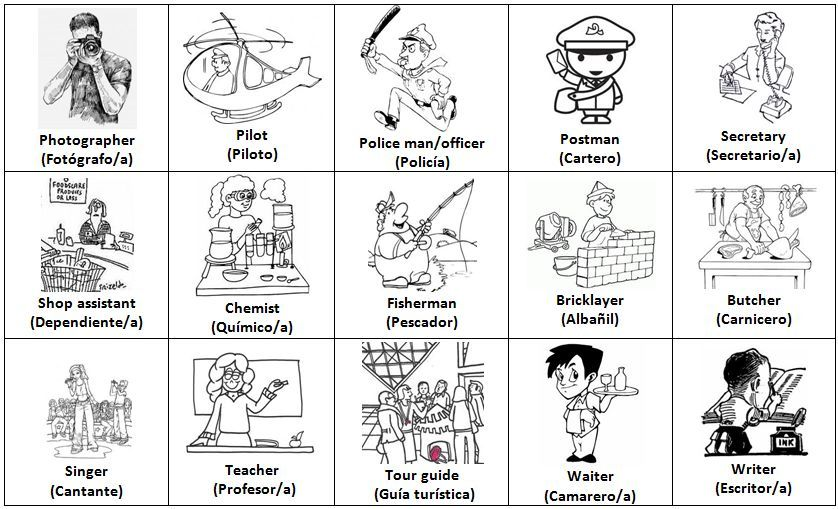 Photographer
(Fotógrafo/a)
Pilot
(Piloto)
Police man/officer
(Policía)
Postman
(Cartero)
Secretary
(Secretario/a)
FOODSCARE
PRODUCES
OR LESS
Shop assistant
(Dependiente/a)
Chemist
(Químico/a)
Fisherman
(Pescador)
Bricklayer
(Albañil)
Butcher
(Carnicero)
Singer
(Cantante)
Teacher
(Profesor/a)
Tour guide
(Guía turística)
Waiter
(Camarero/a)
INK
Writer
(Escritor/a)